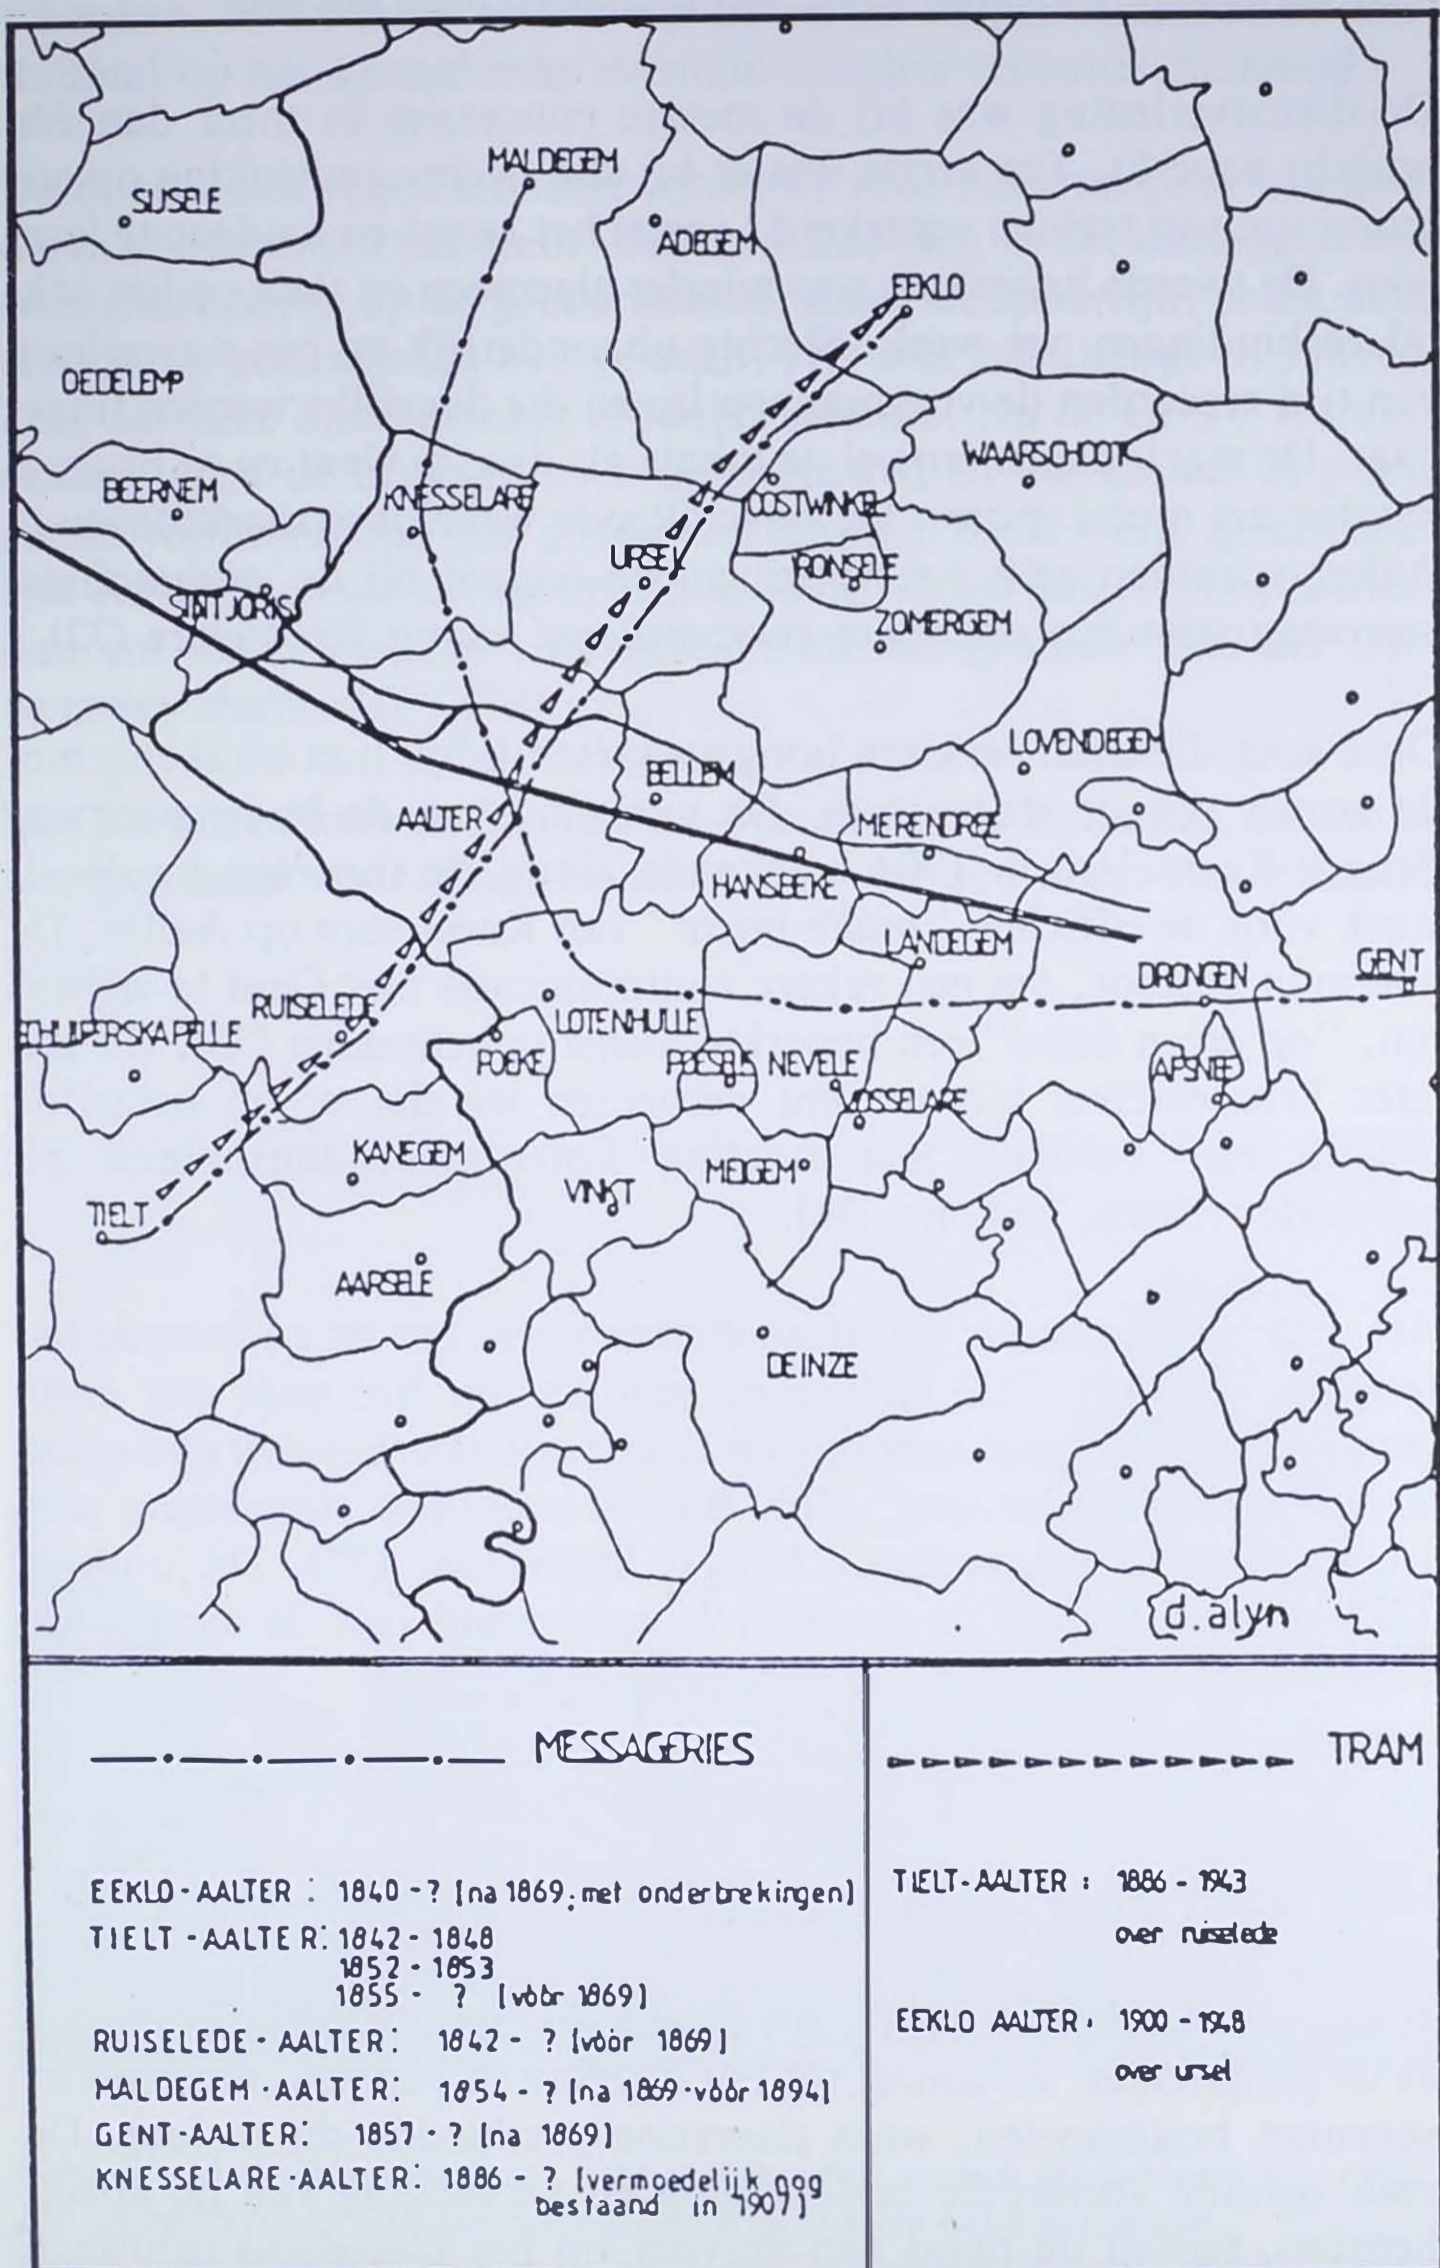 MALDEGEM
SIJSELE
ADEGEM
EEKLO
OEDELEMP
WAARSCHOOT
BEERNEM
KNESSELARE
OOSTWINKEL
URSEL
RONSELE
SINT JORIS
ZOMERGEM
LOVENDEGEM
BELLEM
AALTER
MERENDREE
HANSBEKE
LANDEGEM
DRONGEN
GENT
RUISELEDE
LOTENHULLE
SCHUIFERSKAPELLE
POEKE
POESELE
NEVELE
APSNEE
VOSSELARE
KANEGEM
MEIGEM
VINKT
TIELT
AARSELE
DEINZE
d.alyn
MESSAGERIES
EEKLO-AALTER : 1840 - ? [na 1869; met onderbrekingen]
TIELT - AALTER: 1842 - 1848
1852 - 1853
1855 - ? [vòòr 1869]
RUISELEDE - AALTER: 1842 - ? [vòòr 1869]
MALDEGEM - AALTER: 1854 - ? [na 1869 - vòòr 1894]
GENT-AALTER: 1857 - ? [na 1869]
KNESSELARE-AALTER: 1886 - ? [vermoedelijk nog
bestaand in 1907]
TRAM
TIELT-AALTER : 1886 - 1943
over ruiselede
EEKLO AALTER : 1900 - 1948
over ursel